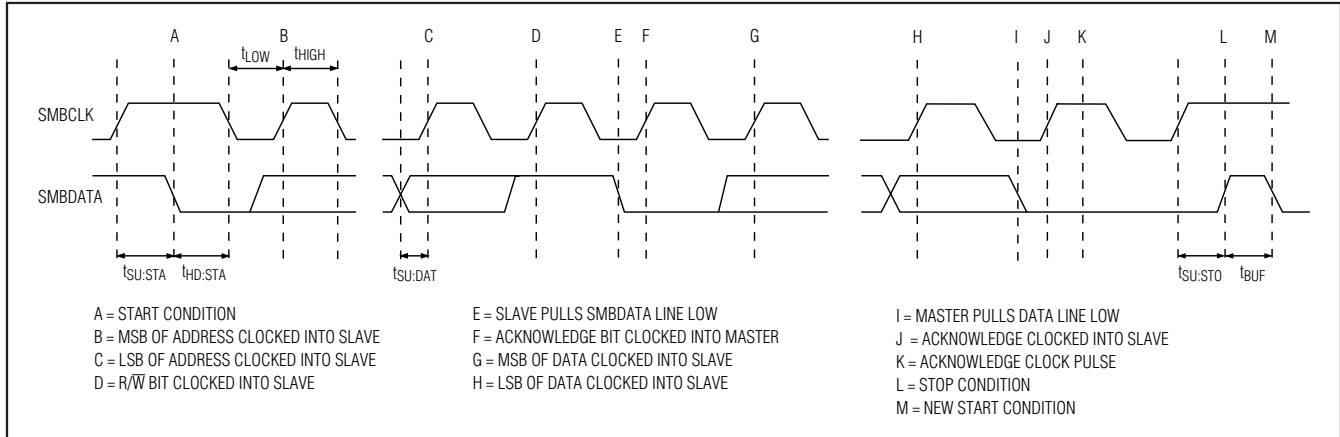 A B C D E F G H I J K L M
tLOW tHIGH
SMBCLK
SMBDATA
tSU:STA tHD:STA tSU:DAT tSU:STO tBUF
A = START CONDITION
B = MSB OF ADDRESS CLOCKED INTO SLAVE
C = LSB OF ADDRESS CLOCKED INTO SLAVE
D = R/W̅ BIT CLOCKED INTO SLAVE
E = SLAVE PULLS SMBDATA LINE LOW
F = ACKNOWLEDGE BIT CLOCKED INTO MASTER
G = MSB OF DATA CLOCKED INTO SLAVE
H = LSB OF DATA CLOCKED INTO SLAVE
I = MASTER PULLS DATA LINE LOW
J = ACKNOWLEDGE CLOCKED INTO SLAVE
K = ACKNOWLEDGE CLOCK PULSE
L = STOP CONDITION
M = NEW START CONDITION